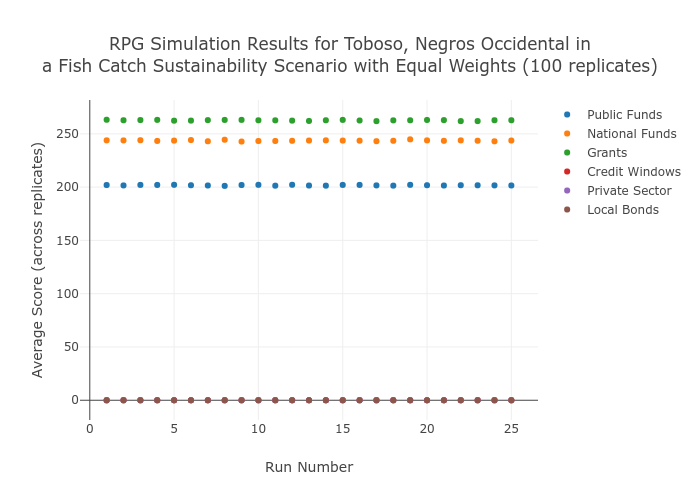 RPG Simulation Results for Toboso, Negros Occidental in
a Fish Catch Sustainability Scenario with Equal Weights (100 replicates)
Average Score (across replicates)
250
200
150
100
50
0
0 5 10 15 20 25
Run Number
Public Funds
National Funds
Grants
Credit Windows
Private Sector
Local Bonds